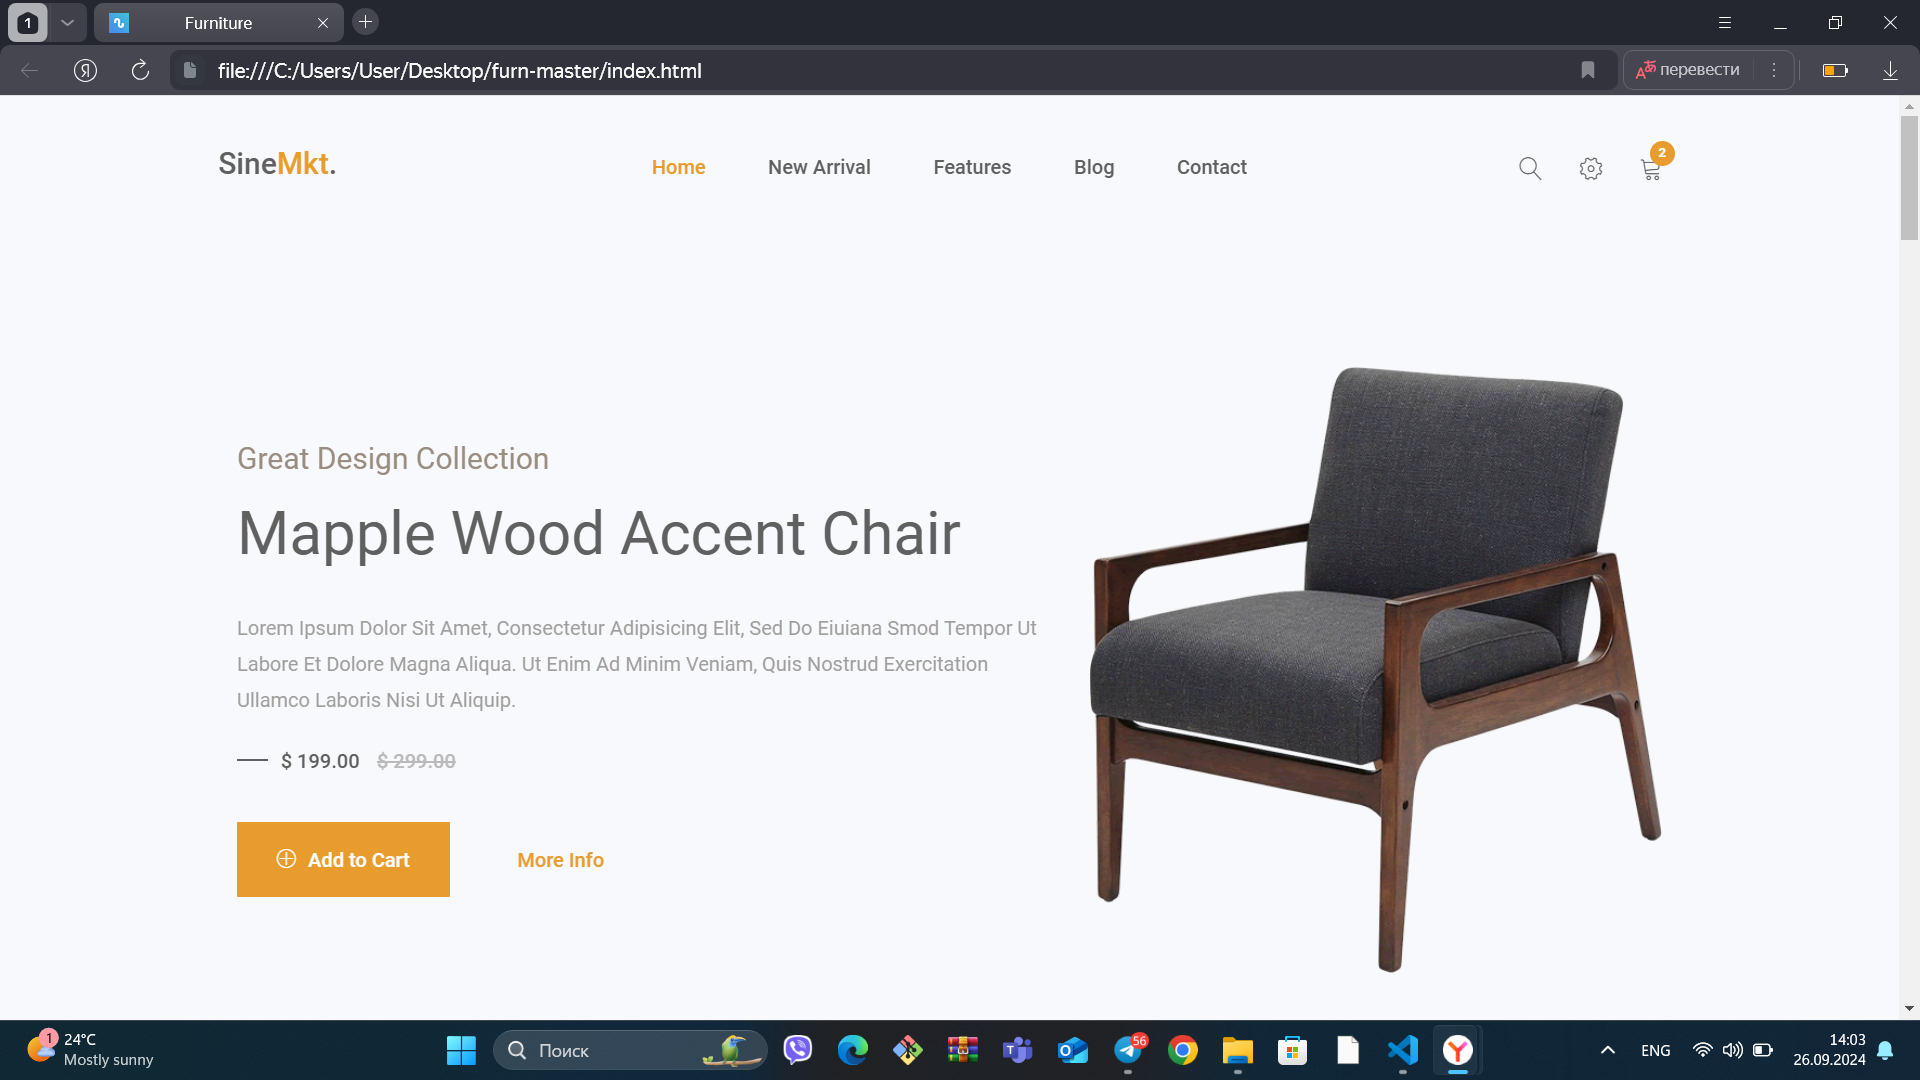 1
Furniture
file:///C:/Users/User/Desktop/furn-master/index.html
перевести
SineMkt.
Home
New Arrival
Features
Blog
Contact
2
Great Design Collection
Mapple Wood Accent Chair
Lorem Ipsum Dolor Sit Amet, Consectetur Adipisicing Elit, Sed Do Eiuiana Smod Tempor Ut
Labore Et Dolore Magna Aliqua. Ut Enim Ad Minim Veniam, Quis Nostrud Exercitation
Ullamco Laboris Nisi Ut Aliquip.
$ 199.00 $ 299.00
Add to Cart
More Info
1
24°C
Mostly sunny
Поиск
56
ENG
14:03
26.09.2024